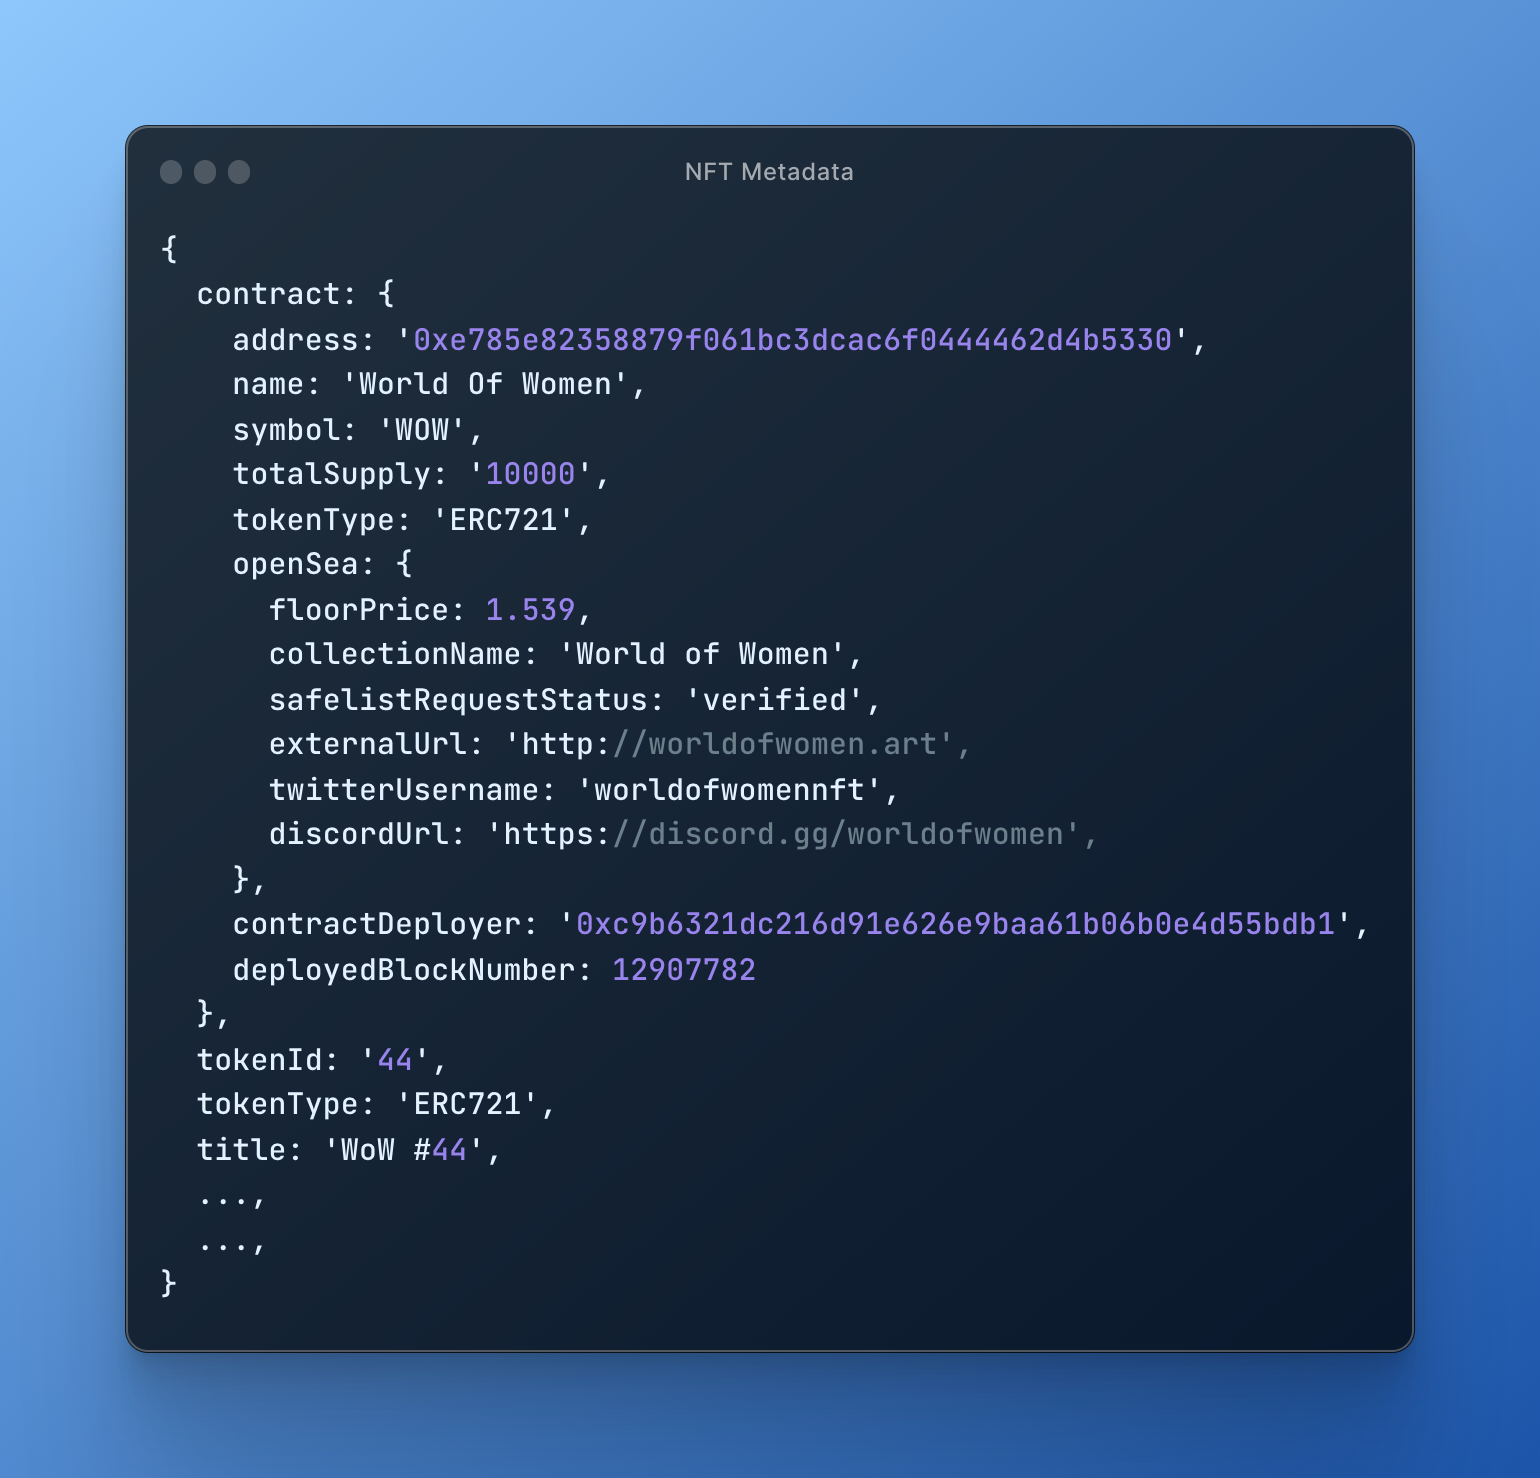 NFT Metadata
{
  contract: {
    address: '0xe785e82358879f061bc3dcac6f0444462d4b5330',
    name: 'World Of Women',
    symbol: 'WOW',
    totalSupply: '10000',
    tokenType: 'ERC721',
    openSea: {
      floorPrice: 1.539,
      collectionName: 'World of Women',
      safelistRequestStatus: 'verified',
      externalUrl: 'http://worldofwomen.art',
      twitterUsername: 'worldofwomennft',
      discordUrl: 'https://discord.gg/worldofwomen',
    },
    contractDeployer: '0xc9b6321dc216d91e626e9baa61b06b0e4d55bdb1',
    deployedBlockNumber: 12907782
  },
  tokenId: '44',
  tokenType: 'ERC721',
  title: 'WoW #44',
  ...,
  ...,
}